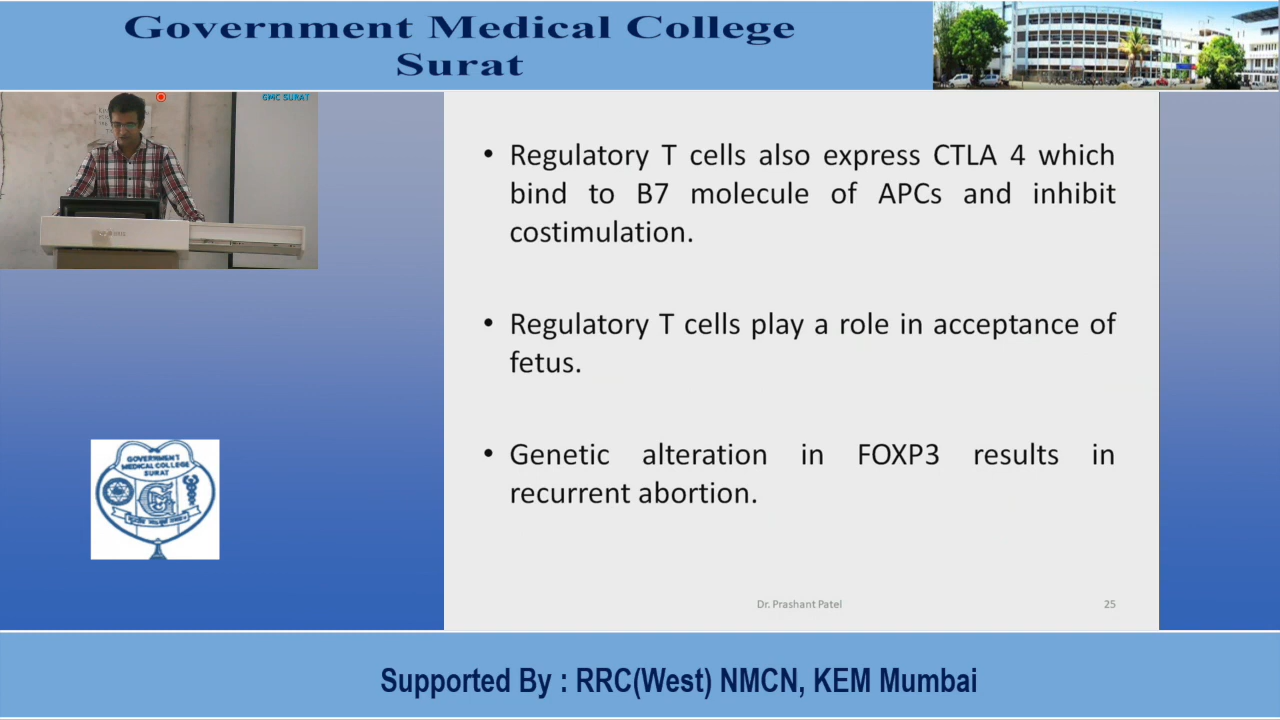 Government Medical College
Surat
GMC SURAT
• Regulatory T cells also express CTLA 4 which
bind to B7 molecule of APCs and inhibit
costimulation.
• Regulatory T cells play a role in acceptance of
fetus.
• Genetic alteration in FOXP3 results in
recurrent abortion.
GOVERNMENT
MEDICAL COLLEGE
SURAT
Dr. Prashant Patel
25
Supported By : RRC(West) NMCN, KEM Mumbai